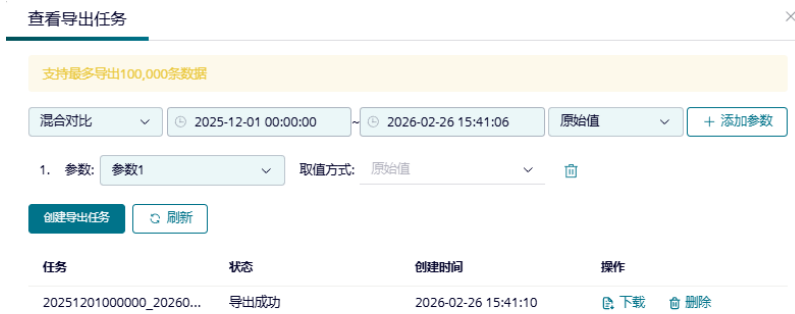 查看导出任务
支持最多导出100,000条数据
混合对比 2025-12-01 00:00:00 ~ 2026-02-26 15:41:06 原始值 + 添加参数
1. 参数: 参数1 取值方式: 原始值
创建导出任务 刷新
任务 状态 创建时间 操作
20251201000000_20260... 导出成功 2026-02-26 15:41:10 下载 删除